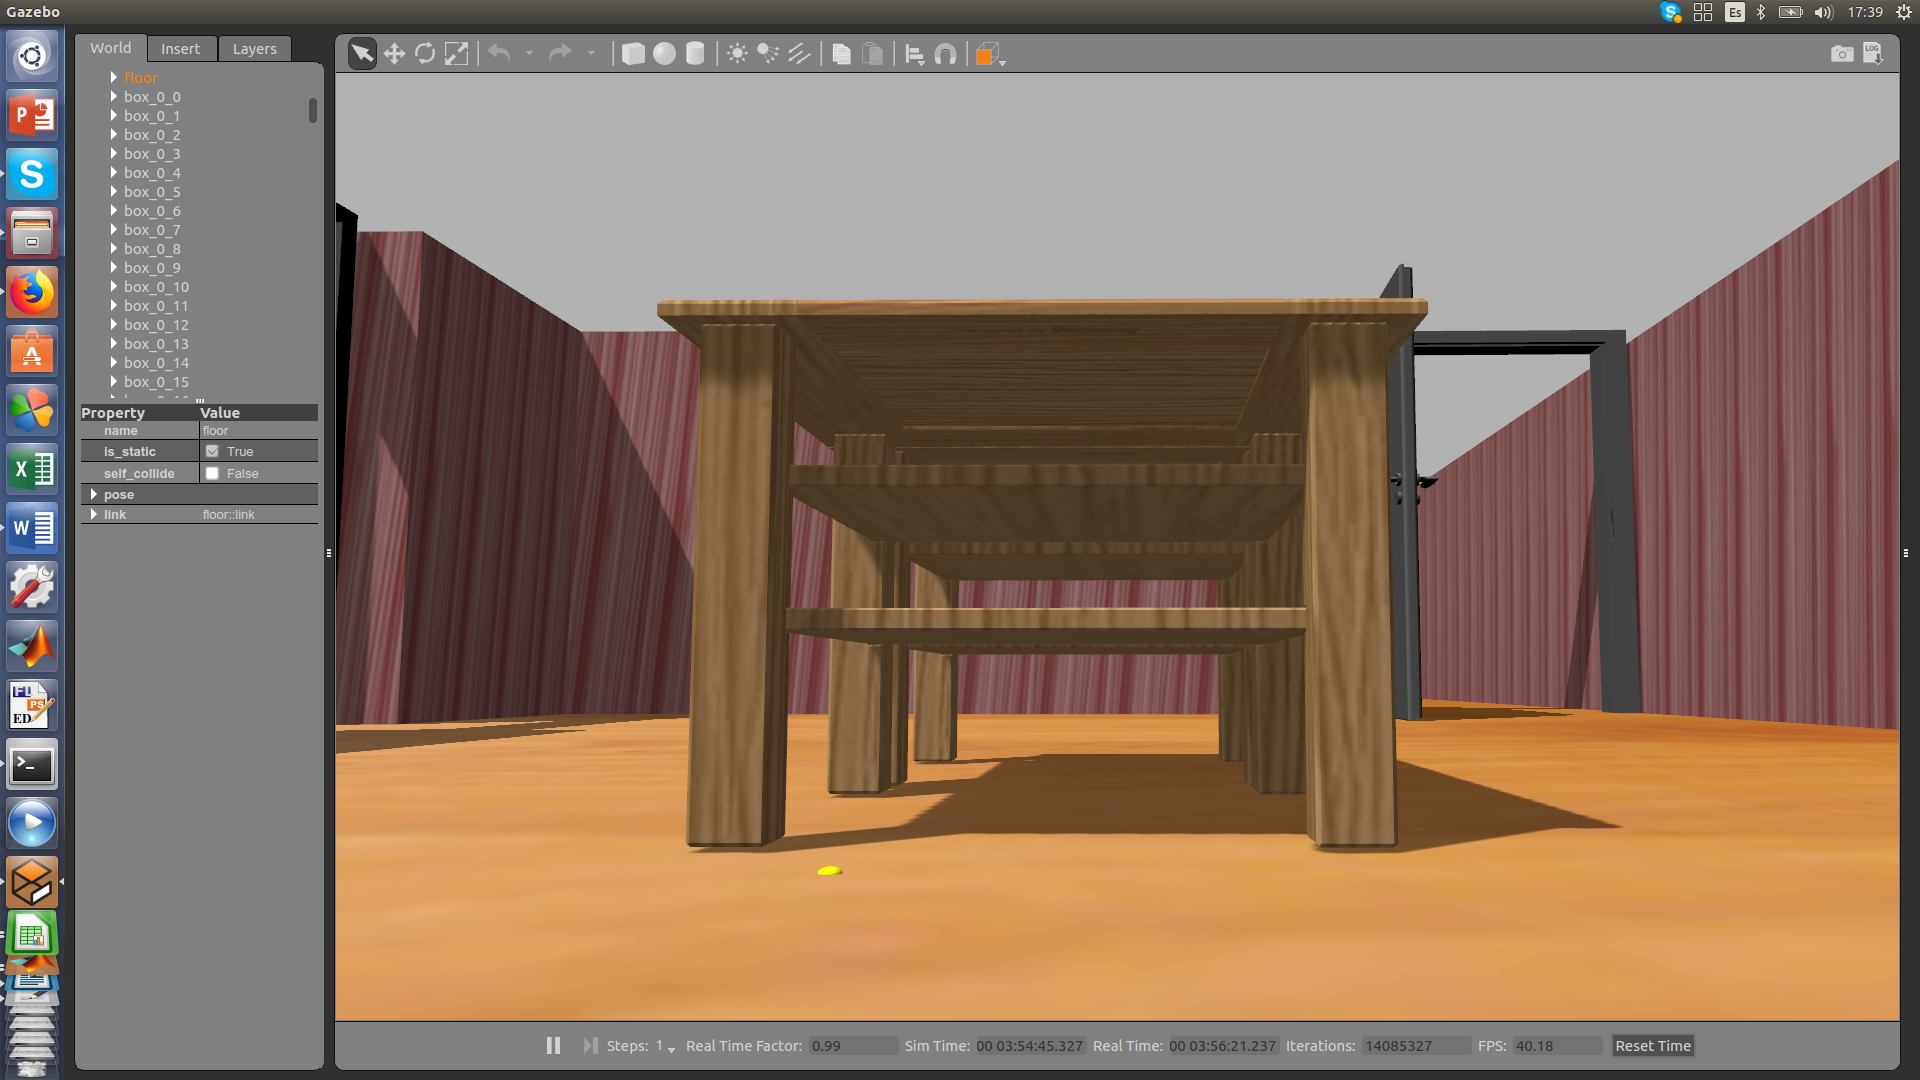 Gazebo
Es
17:39
World
Insert
Layers
LOG
floor
box_0_0
box_0_1
box_0_2
box_0_3
box_0_4
box_0_5
box_0_6
box_0_7
box_0_8
box_0_9
box_0_10
box_0_11
box_0_12
box_0_13
box_0_14
box_0_15
Property Value
name floor
is_static True
self_collide False
pose
link floor::link
Steps: 1 Real Time Factor: 0.99 Sim Time: 00 03:54:45.327 Real Time: 00 03:56:21.237 Iterations: 14085327 FPS: 40.18 Reset Time